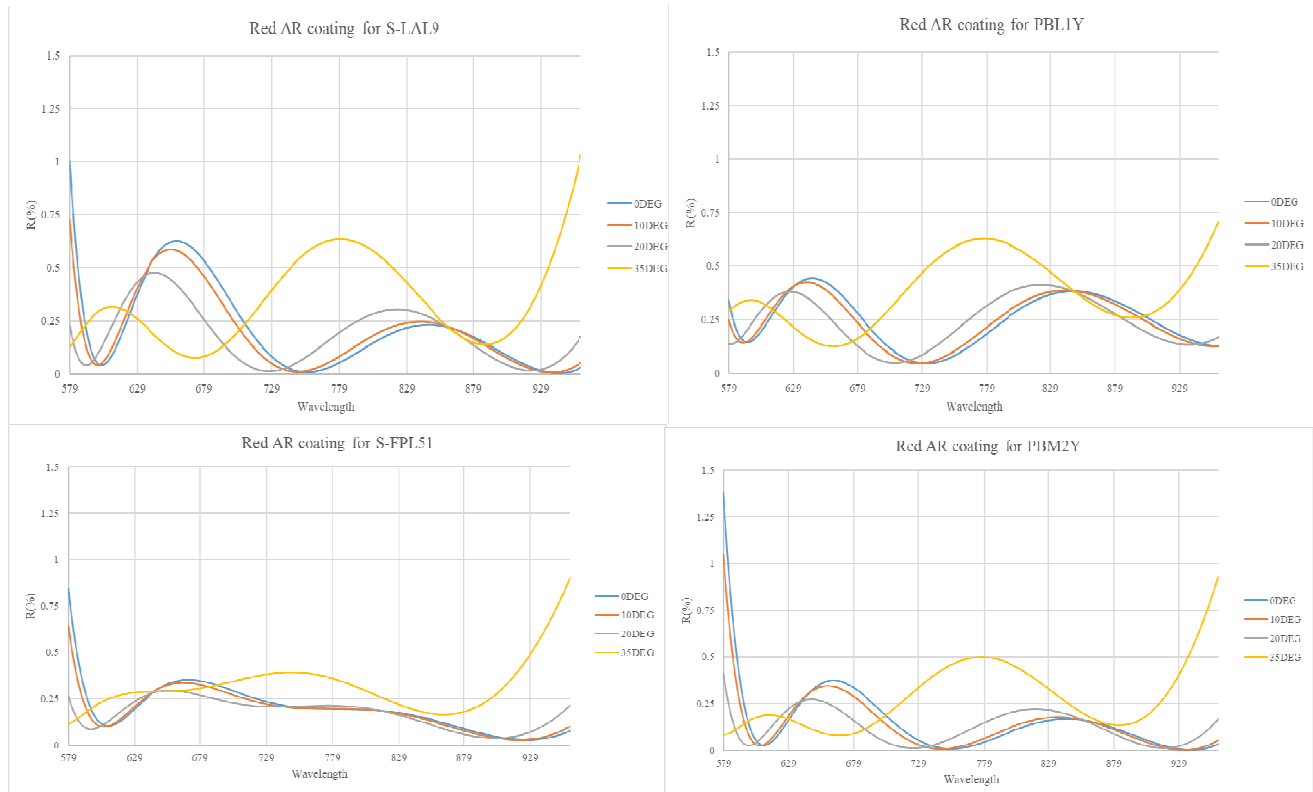 Red AR coating for S-LAL9
1.5
1.25
1
0.75
0.5
0.25
0
R(%)
579 629 679 729 779 829 879 929
Wavelength
0DEG
10DEG
20DEG
35DEG
Red AR coating for PBL1Y
1.5
1.25
1
0.75
0.5
0.25
0
R(%)
579 629 679 729 779 829 879 929
Wavelength
0DEG
10DEG
20DEG
35DEG
Red AR coating for S-FPL51
1.5
1.25
1
0.75
0.5
0.25
0
R(%)
579 629 679 729 779 829 879 929
Wavelength
0DEG
10DEG
20DEG
35DEG
Red AR coating for PBM2Y
1.5
1.25
1
0.75
0.5
0.25
0
R(%)
579 629 679 729 779 829 879 929
Wavelength
0DEG
10DEG
20DEG
35DEG